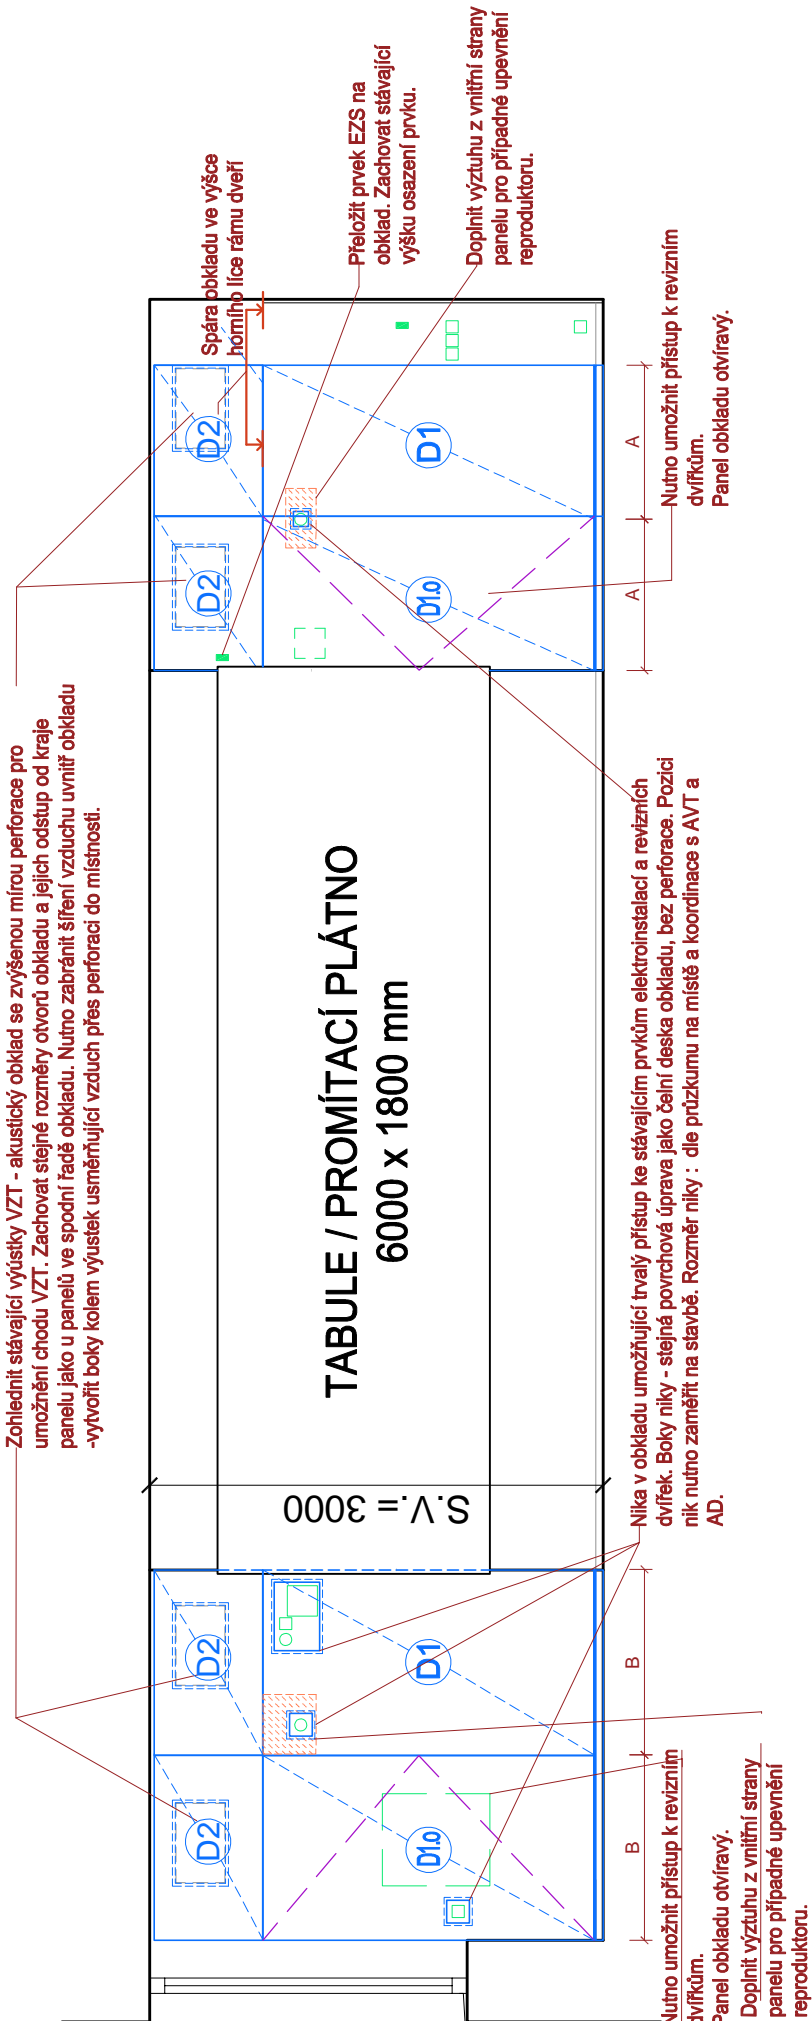 Zohlednit stávající výústky VZT - akustický obklad se zvýšenou mírou perforace pro
umožnění chodu VZT. Zachovat stejné rozměry otvorů obkladu a jejich odstup od kraje
panelu jako u panelů ve spodní řadě obkladu. Nutno zabránit šíření vzduchu uvnitř obkladu
-vytvořit boky kolem výustek usměrňující vzduch přes perforaci do místnosti.
Spára obkladu ve výšce
horního líce rámu dveří
Přeložit prvek EZS na
obklad. Zachovat stávající
výšku osazení prvku.
Doplnit výztuhu z vnitřní strany
panelu pro případné upevnění
reproduktoru.
D2
D2
D2
D2
D1.o
D1
D1.o
D1
TABULE / PROMÍTACÍ PLÁTNO
6000 x 1800 mm
S.V.= 3000
B
B
A
A
Nutno umožnit přístup k revizním
dvířkům.
Panel obkladu otvíravý.
Nika v obkladu umožňující trvalý přístup ke stávajícím prvkům elektroinstalací a revizních
dvířek. Boky niky - stejná povrchová úprava jako čelní deska obkladu, bez perforace. Pozici
nik nutno zaměřit na stavbě. Rozměr niky : dle průzkumu na místě a koordinace s AVT a
AD.
Nutno umožnit přístup k revizním
dvířkům.
Panel obkladu otvíravý.
Doplnit výztuhu z vnitřní strany
panelu pro případné upevnění
reproduktoru.